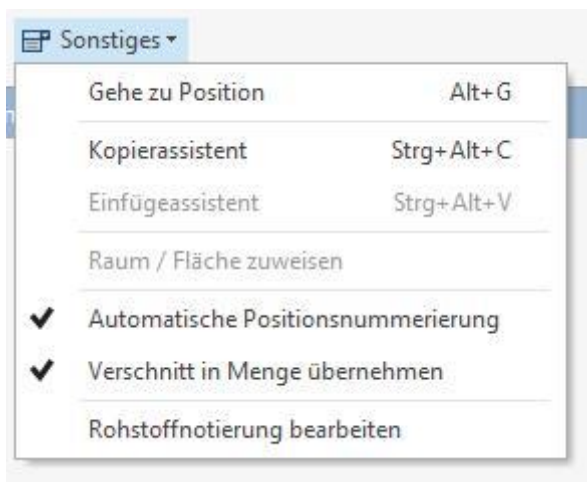 Sonstiges
Gehe zu Position Alt+G
Kopierassistent Strg+Alt+C
Einfügeassistent Strg+Alt+V
Raum / Fläche zuweisen
Automatische Positionsnummerierung
Verschnitt in Menge übernehmen
Rohstoffnotierung bearbeiten